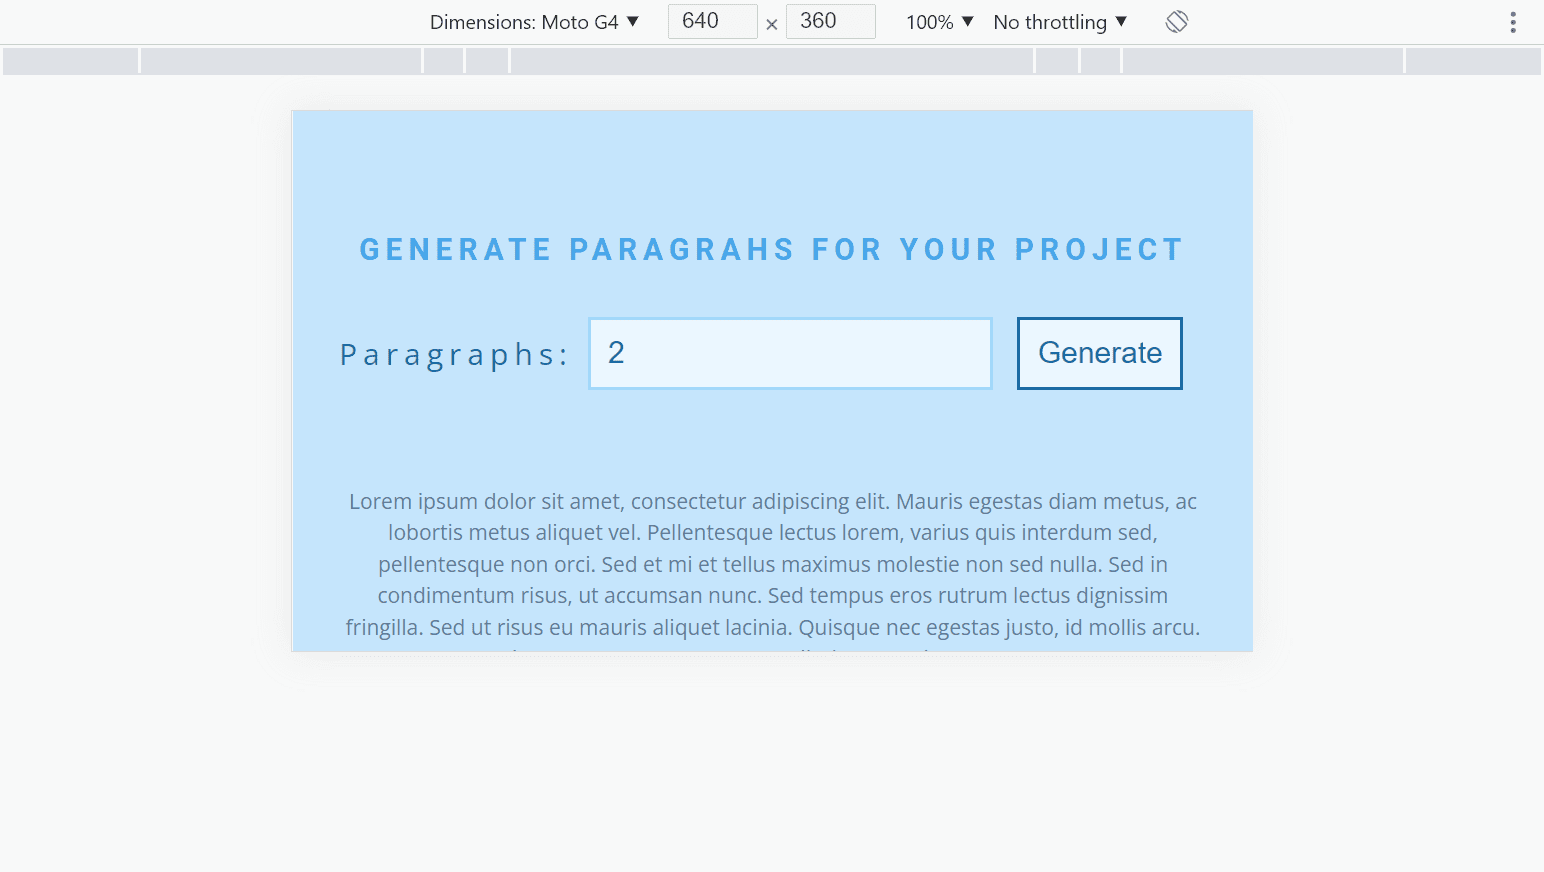 Dimensions: Moto G4 ▼ 640 × 360 100% ▼ No throttling ▼
GENERATE PARAGRAHS FOR YOUR PROJECT
Paragraphs: 2 Generate
Lorem ipsum dolor sit amet, consectetur adipiscing elit. Mauris egestas diam metus, ac
lobortis metus aliquet vel. Pellentesque lectus lorem, varius quis interdum sed,
pellentesque non orci. Sed et mi et tellus maximus molestie non sed nulla. Sed in
condimentum risus, ut accumsan nunc. Sed tempus eros rutrum lectus dignissim
fringilla. Sed ut risus eu mauris aliquet lacinia. Quisque nec egestas justo, id mollis arcu.